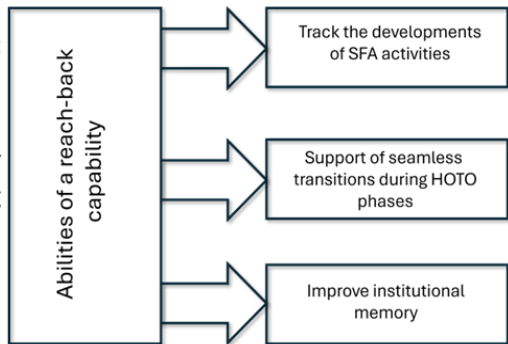 Abilities of a reach-back
capability
Track the developments
of SFA activities
Support of seamless
transitions during HOTO
phases
Improve institutional
memory